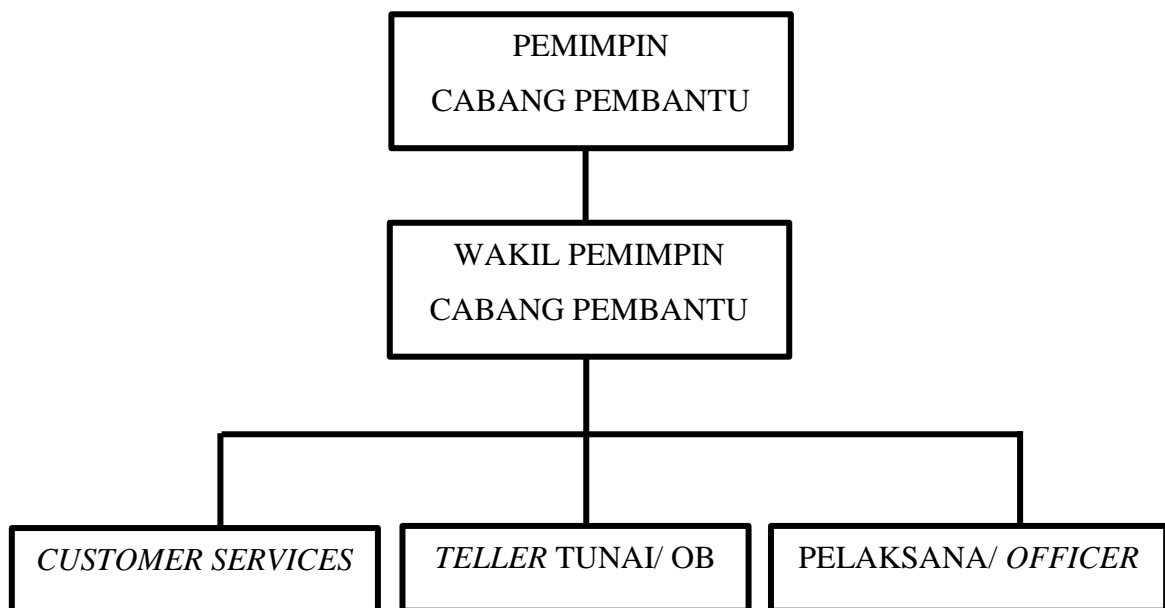 PEMIMPIN
CABANG PEMBANTU
WAKIL PEMIMPIN
CABANG PEMBANTU
CUSTOMER SERVICES
TELLER TUNAI/ OB
PELAKSANA/ OFFICER